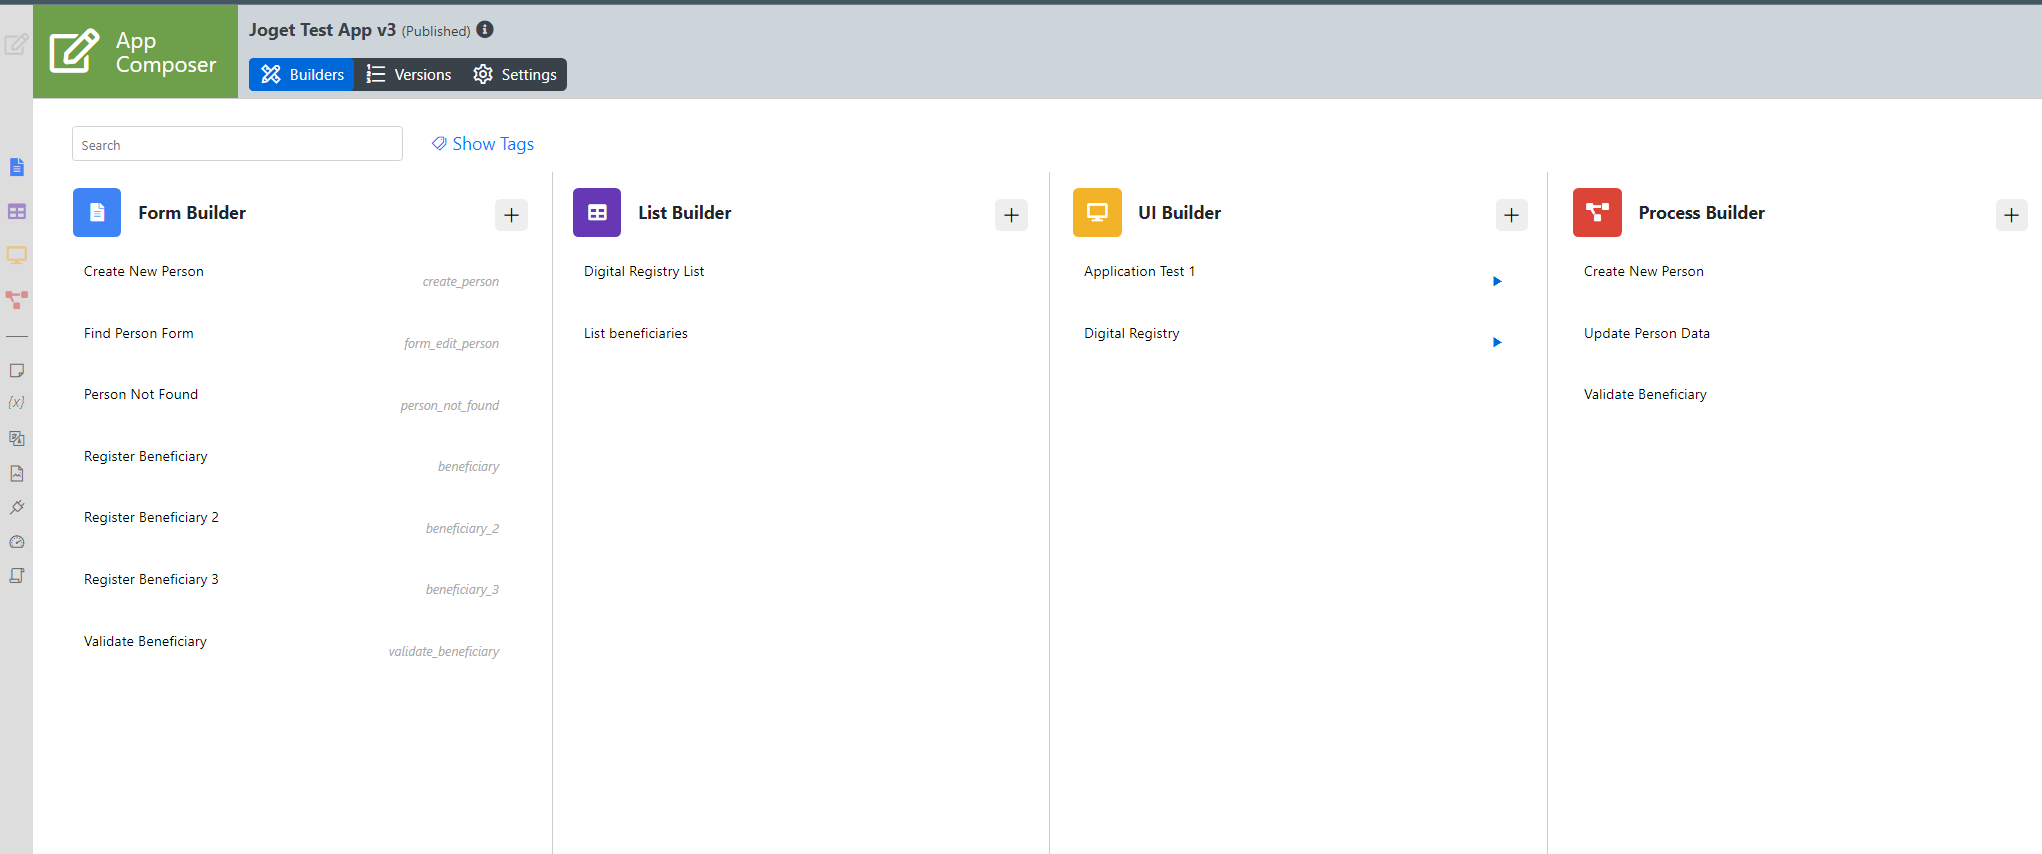 App
Composer
Joget Test App v3 (Published)
Builders
Versions
Settings
Search
Show Tags
Form Builder
Create New Person
create_person
Find Person Form
form_edit_person
Person Not Found
person_not_found
Register Beneficiary
beneficiary
Register Beneficiary 2
beneficiary_2
Register Beneficiary 3
beneficiary_3
Validate Beneficiary
validate_beneficiary
List Builder
Digital Registry List
List beneficiaries
UI Builder
Application Test 1
Digital Registry
Process Builder
Create New Person
Update Person Data
Validate Beneficiary
{x}